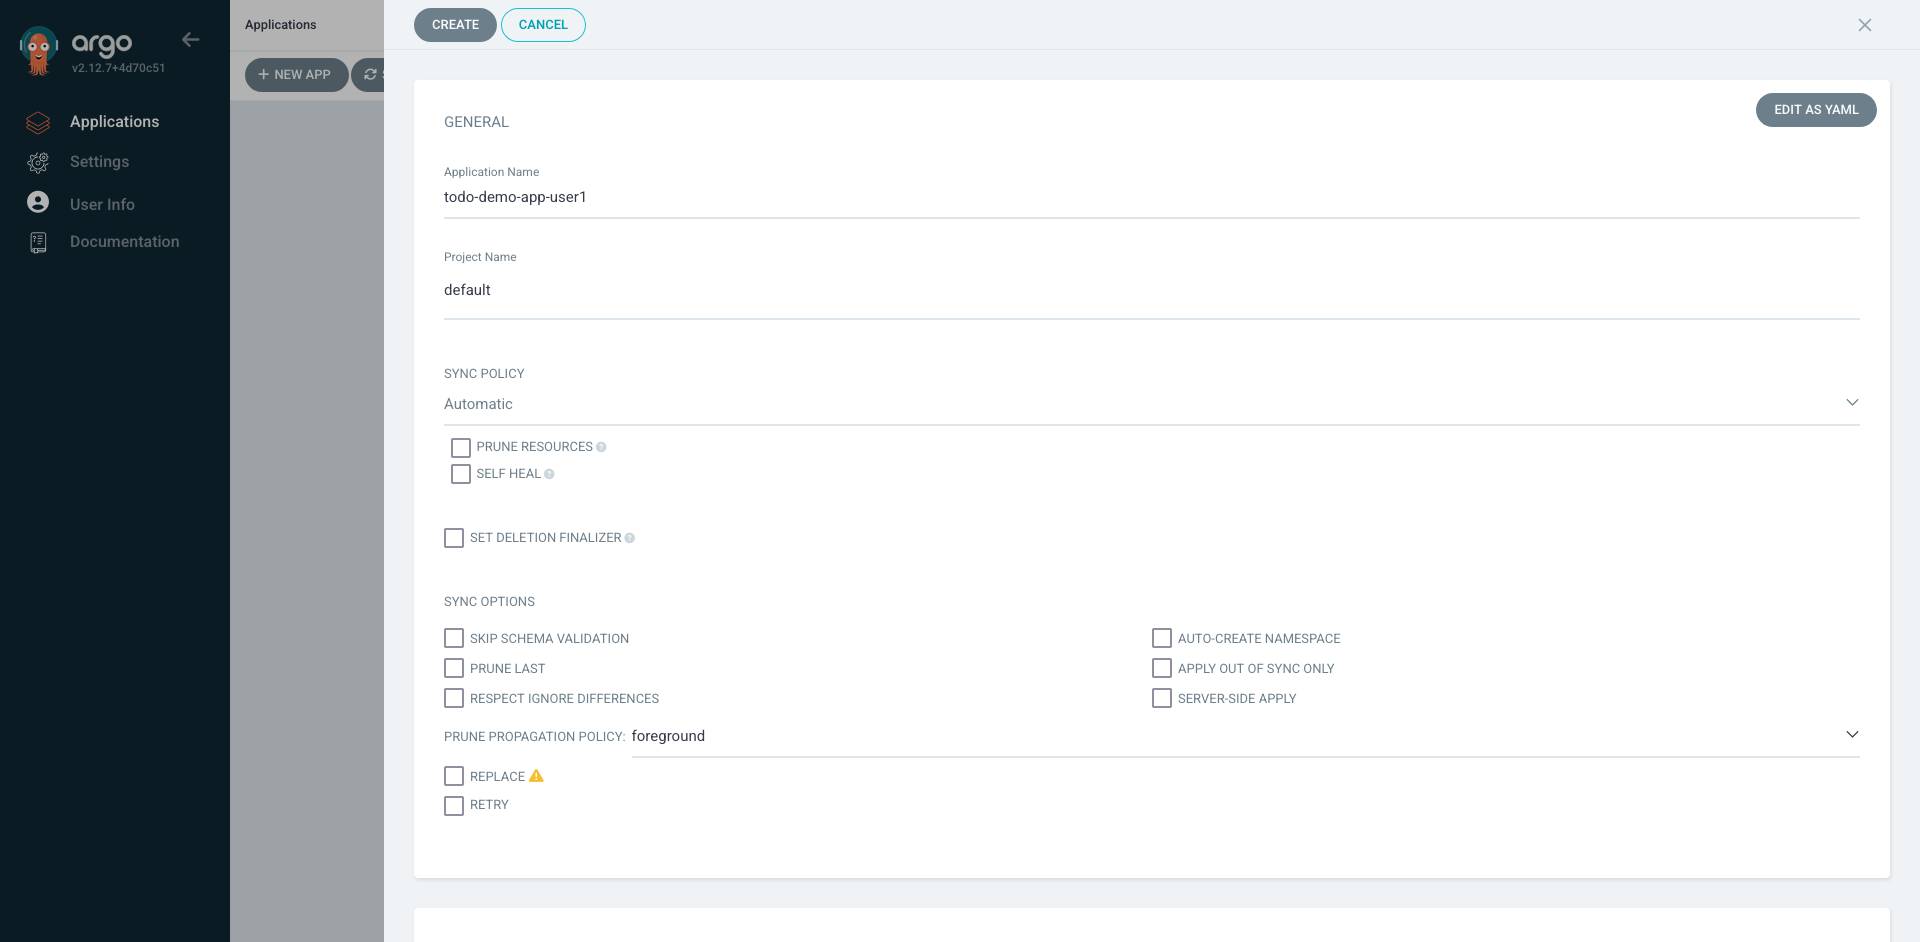 argo
v2.12.7+4d70c51
Applications
Settings
User Info
Documentation
Applications
NEW APP
CREATE
CANCEL
GENERAL
EDIT AS YAML
Application Name
todo-demo-app-user1
Project Name
default
SYNC POLICY
Automatic
PRUNE RESOURCES
SELF HEAL
SET DELETION FINALIZER
SYNC OPTIONS
SKIP SCHEMA VALIDATION
AUTO-CREATE NAMESPACE
PRUNE LAST
APPLY OUT OF SYNC ONLY
RESPECT IGNORE DIFFERENCES
SERVER-SIDE APPLY
PRUNE PROPAGATION POLICY: foreground
REPLACE
RETRY